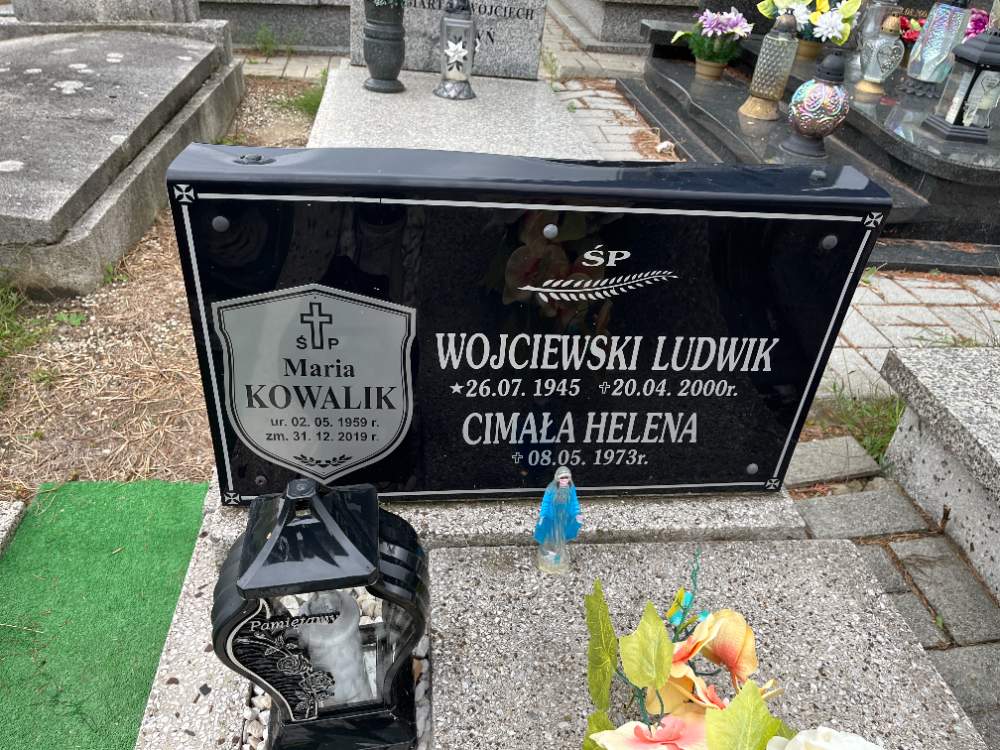 WOJCIECH
ŚP
WOJCIEWSKI LUDWIK
★26.07. 1945 ✝20.04. 2000r.
CIMAŁA HELENA
✝08.05. 1973r.
Ś P
Maria
KOWALIK
ur. 02. 05. 1959 r.
zm. 31. 12. 2019 r.
Pamiętamy